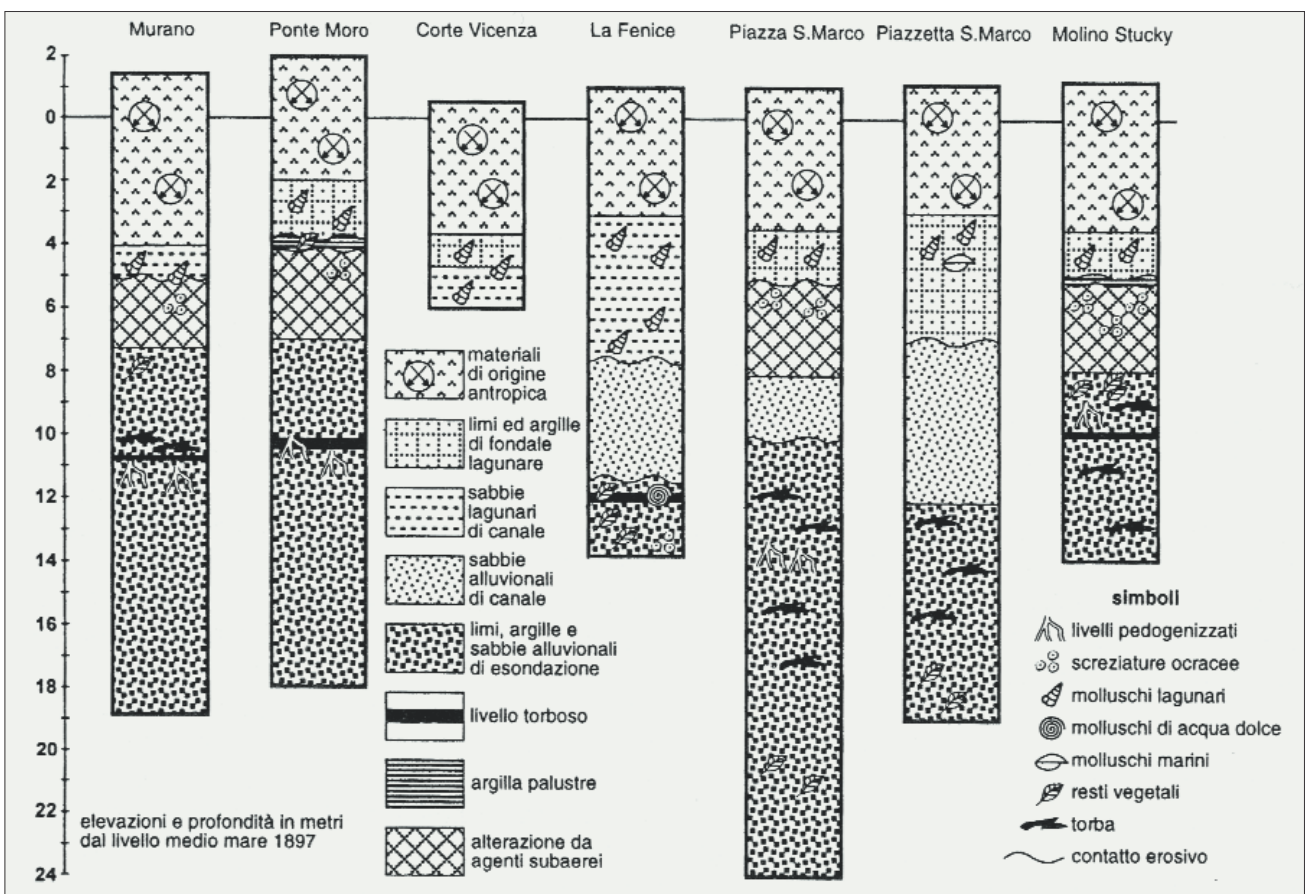 Murano
Ponte Moro
Corte Vicenza
La Fenice
Piazza S.Marco
Piazzetta S.Marco
Molino Stucky
2
0
2
4
6
8
10
12
14
16
18
20
22
24
materiali
di origine
antropica
limi ed argille
di fondale
lagunare
sabbie
lagunari
di canale
sabbie
alluvionali
di canale
limi, argille e
sabbie alluvionali
di esondazione
livello torboso
argilla palustre
alterazione da
agenti subaerei
elevazioni e profondità in metri
dal livello medio mare 1897
simboli
livelli pedogenizzati
screziature ocracee
molluschi lagunari
molluschi di acqua dolce
molluschi marini
resti vegetali
torba
contatto erosivo